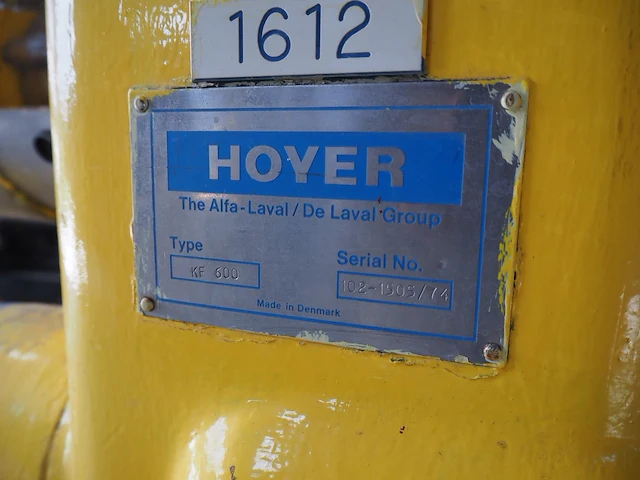 1612
HOYER
The Alfa-Laval/De Laval Group
Type
Serial No.
KF 600
102-1505/74
Made in Denmark